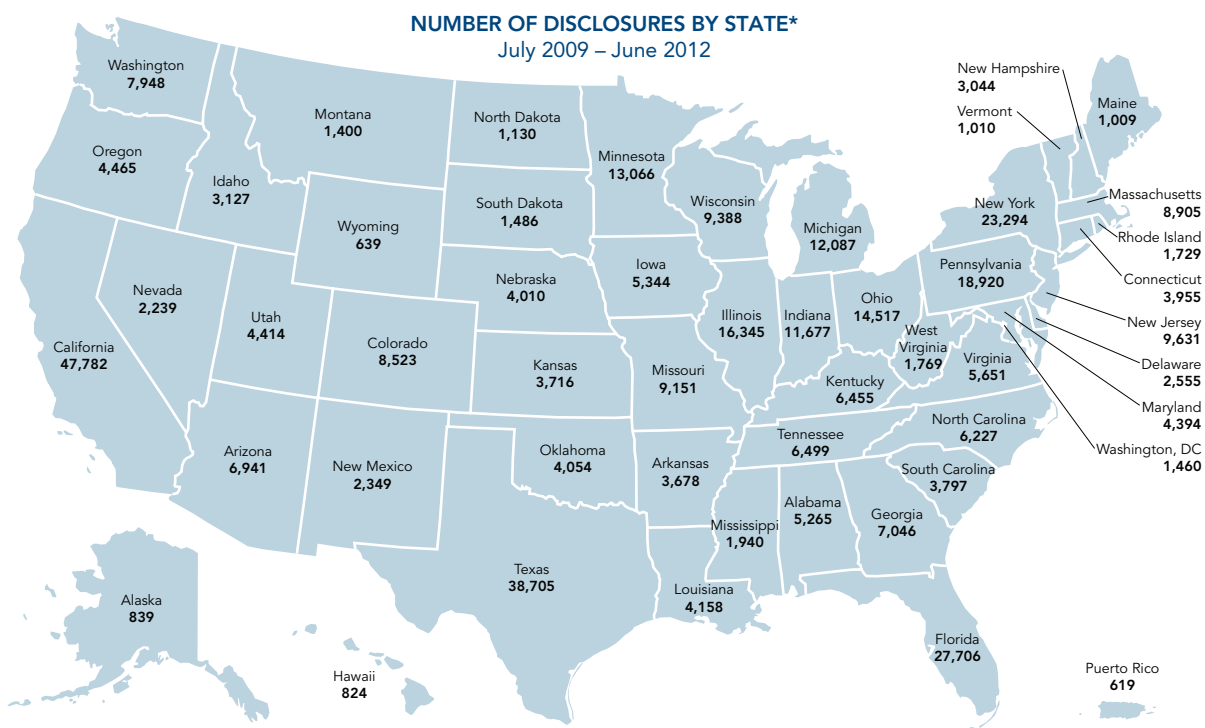 NUMBER OF DISCLOSURES BY STATE*
July 2009 – June 2012
Washington
7,948
Oregon
4,465
Idaho
3,127
Montana
1,400
North Dakota
1,130
Minnesota
13,066
Wisconsin
9,388
Michigan
12,087
New Hampshire
3,044
Vermont
1,010
Maine
1,009
South Dakota
1,486
Wyoming
639
New York
23,294
Massachusetts
8,905
Rhode Island
1,729
Connecticut
3,955
New Jersey
9,631
Delaware
2,555
Maryland
4,394
Washington, DC
1,460
Nevada
2,239
Utah
4,414
California
47,782
Colorado
8,523
Nebraska
4,010
Iowa
5,344
Illinois
16,345
Indiana
11,677
Ohio
14,517
Pennsylvania
18,920
West
Virginia
1,769
Virginia
5,651
Kansas
3,716
Missouri
9,151
Kentucky
6,455
Arizona
6,941
New Mexico
2,349
Oklahoma
4,054
Arkansas
3,678
Tennessee
6,499
North Carolina
6,227
South Carolina
3,797
Mississippi
1,940
Alabama
5,265
Georgia
7,046
Texas
38,705
Louisiana
4,158
Florida
27,706
Alaska
839
Hawaii
824
Puerto Rico
619